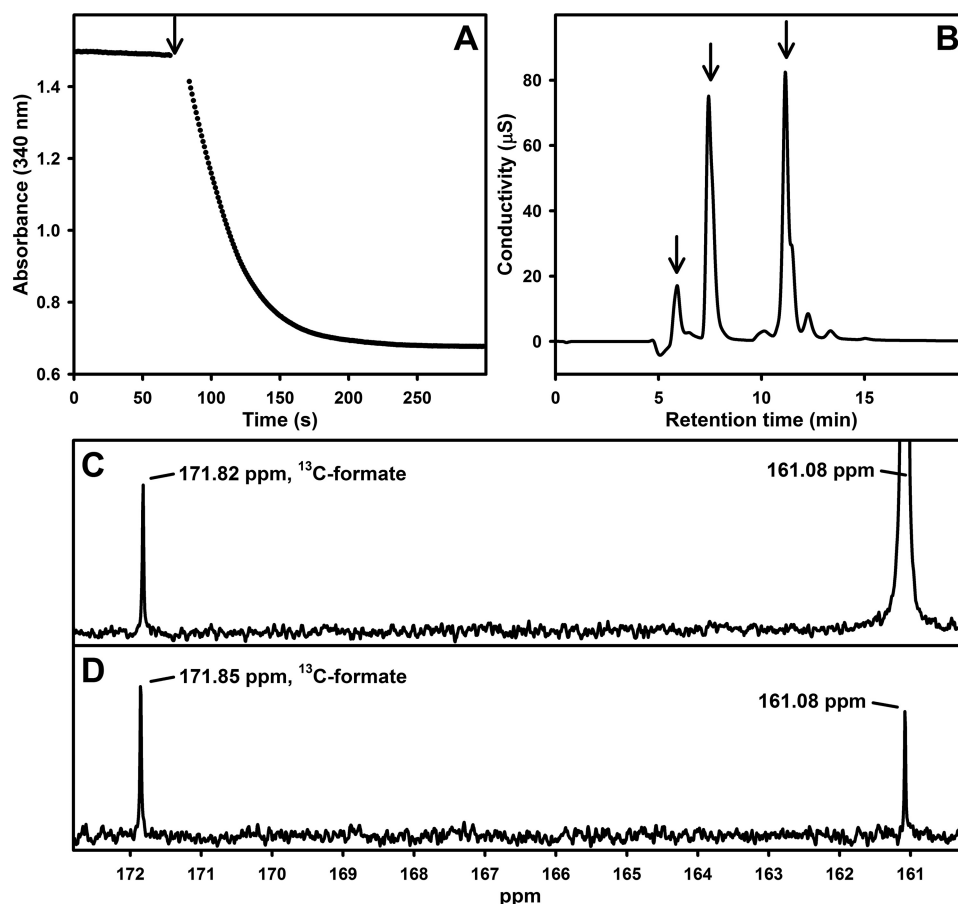 A
Absorbance (340 nm)
1.4
1.2
1.0
0.8
0.6
0 50 100 150 200 250
Time (s)
B
Conductivity (µS)
80
60
40
20
0
0 5 10 15
Retention time (min)
C
171.82 ppm, ¹³C-formate
161.08 ppm
D
171.85 ppm, ¹³C-formate
161.08 ppm
172 171 170 169 168 167 166 165 164 163 162 161
ppm